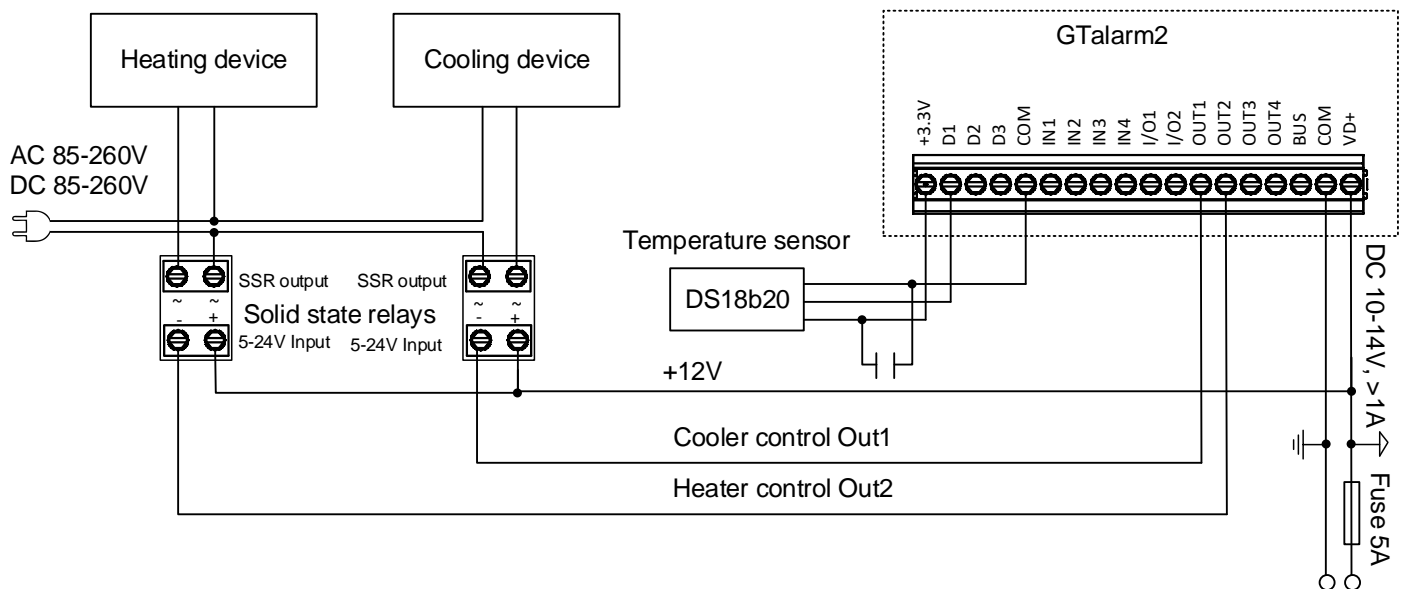 Heating device
Cooling device
GTalarm2
+3.3V
D1
D2
D3
COM
IN1
IN2
IN3
IN4
I/O1
I/O2
OUT1
OUT2
OUT3
OUT4
BUS
COM
VD+
AC 85-260V
DC 85-260V
Temperature sensor
DS18b20
SSR output
SSR output
~ ~
~ ~
- +
- +
Solid state relays
5-24V Input
5-24V Input
+12V
DC 10-14V, >1A
Cooler control Out1
Heater control Out2
Fuse 5A